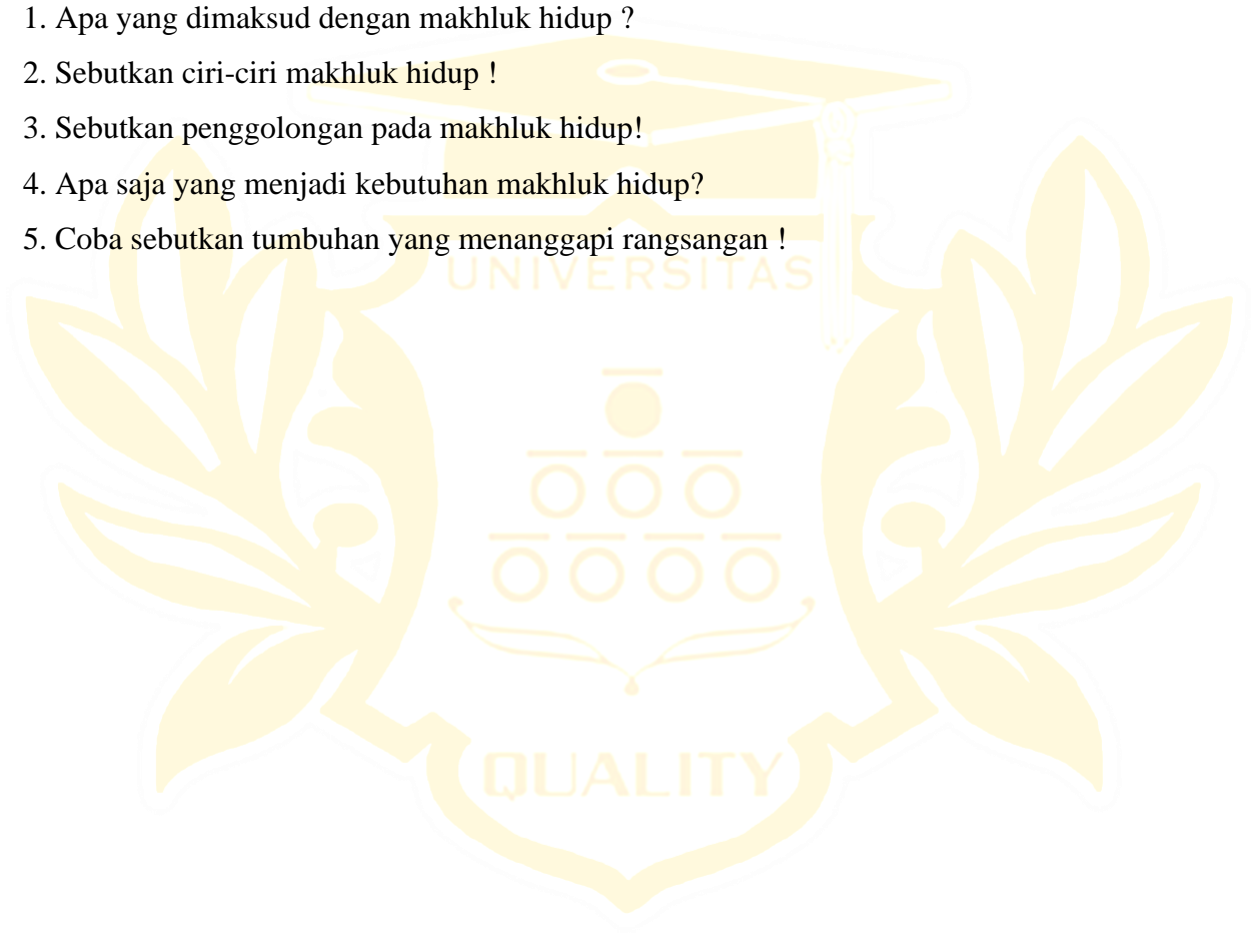 1. Apa yang dimaksud dengan makhluk hidup ?
2. Sebutkan ciri-ciri makhluk hidup !
3. Sebutkan penggolongan pada makhluk hidup!
4. Apa saja yang menjadi kebutuhan makhluk hidup?
5. Coba sebutkan tumbuhan yang menanggapi rangsangan !
UNIVERSITAS
QUALITY